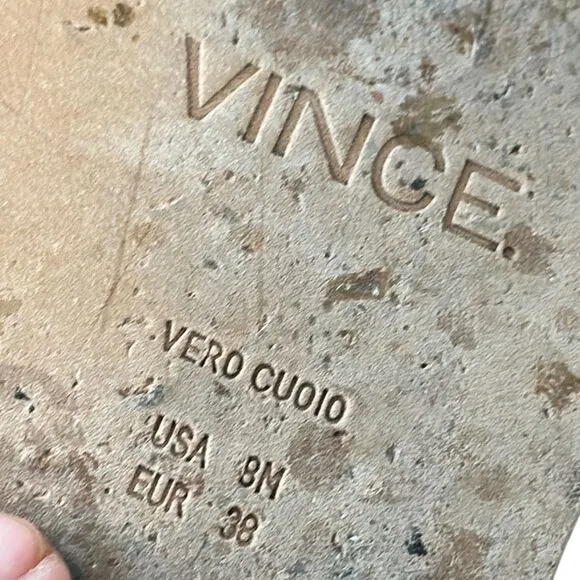 VINCE.
VERO CUOIO
USA 8M
EUR 38